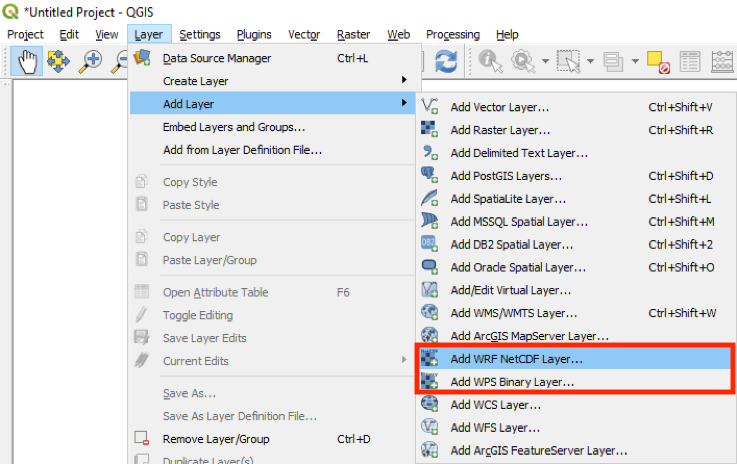 *Untitled Project - QGIS
Project Edit View Layer Settings Plugins Vector Raster Web Processing Help
Data Source Manager Ctrl+L
Create Layer
Add Layer
Embed Layers and Groups...
Add from Layer Definition File...
Copy Style
Paste Style
Copy Layer
Paste Layer/Group
Open Attribute Table F6
Toggle Editing
Save Layer Edits
Current Edits
Save As...
Save As Layer Definition File...
Remove Layer/Group Ctrl+D
Duplicate Layer(s)
Add Vector Layer... Ctrl+Shift+V
Add Raster Layer... Ctrl+Shift+R
Add Delimited Text Layer...
Add PostGIS Layers... Ctrl+Shift+D
Add SpatiaLite Layer... Ctrl+Shift+L
Add MSSQL Spatial Layer... Ctrl+Shift+M
DB2 Add DB2 Spatial Layer... Ctrl+Shift+2
Add Oracle Spatial Layer... Ctrl+Shift+O
Add/Edit Virtual Layer...
Add WMS/WMTS Layer... Ctrl+Shift+W
Add ArcGIS MapServer Layer...
Add WRF NetCDF Layer...
Add WPS Binary Layer...
Add WCS Layer...
Add WFS Layer...
Add ArcGIS FeatureServer Layer...